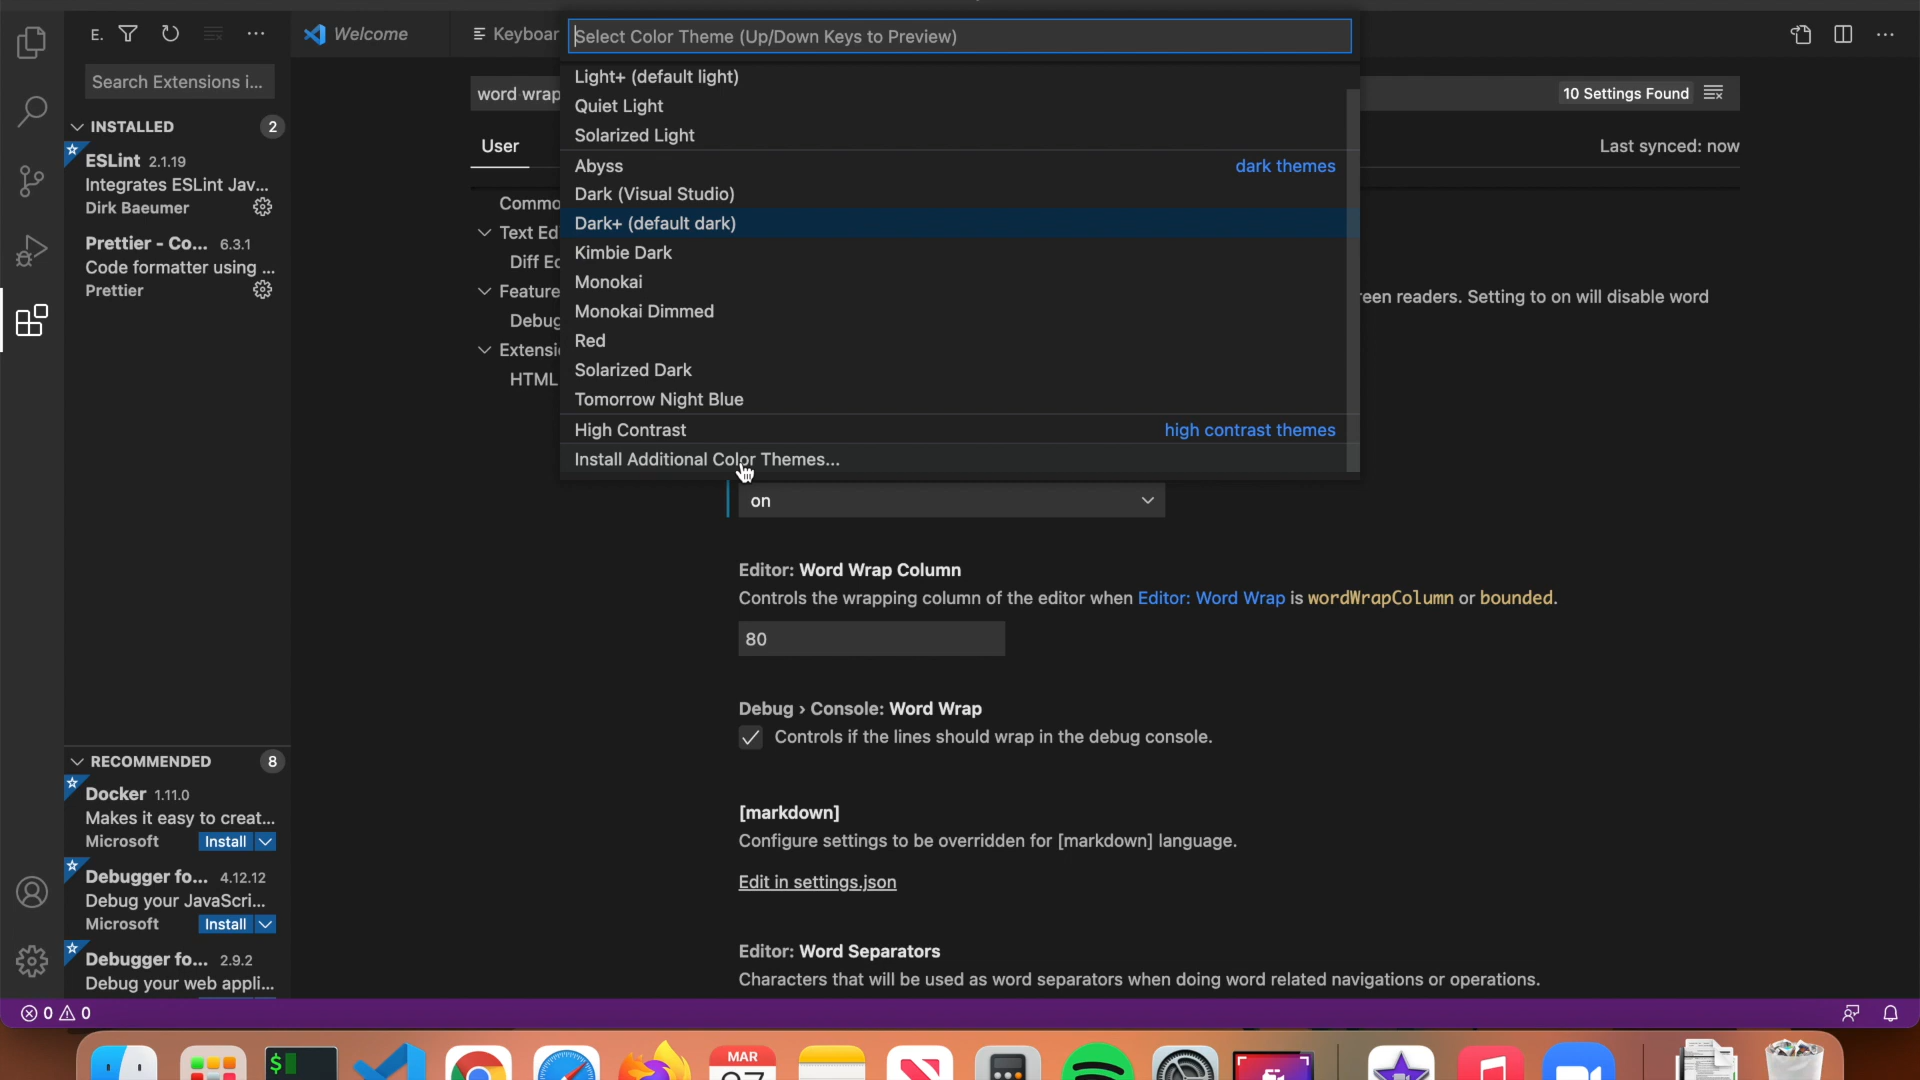 E.
Search Extensions i...
INSTALLED
2
ESLint 2.1.19
Integrates ESLint Jav...
Dirk Baeumer
Prettier - Co... 6.3.1
Code formatter using ...
Prettier
RECOMMENDED
8
Docker 1.11.0
Makes it easy to creat...
Microsoft
Install
Debugger fo... 4.12.12
Debug your JavaScri...
Microsoft
Install
Debugger fo... 2.9.2
Debug your web appli...
Welcome
Keyboar
Select Color Theme (Up/Down Keys to Preview)
Light+ (default light)
Quiet Light
Solarized Light
Abyss
dark themes
Dark (Visual Studio)
Dark+ (default dark)
Kimbie Dark
Monokai
Monokai Dimmed
Red
Solarized Dark
Tomorrow Night Blue
High Contrast
high contrast themes
Install Additional Color Themes...
word wrap
10 Settings Found
User
Last synced: now
Commo
Text Ed
Diff Ed
Feature
Debug
Extensi
HTML
een readers. Setting to on will disable word
on
Editor: Word Wrap Column
Controls the wrapping column of the editor when Editor: Word Wrap is wordWrapColumn or bounded.
80
Debug › Console: Word Wrap
Controls if the lines should wrap in the debug console.
[markdown]
Configure settings to be overridden for [markdown] language.
Edit in settings.json
Editor: Word Separators
Characters that will be used as word separators when doing word related navigations or operations.
0
0
$
MAR